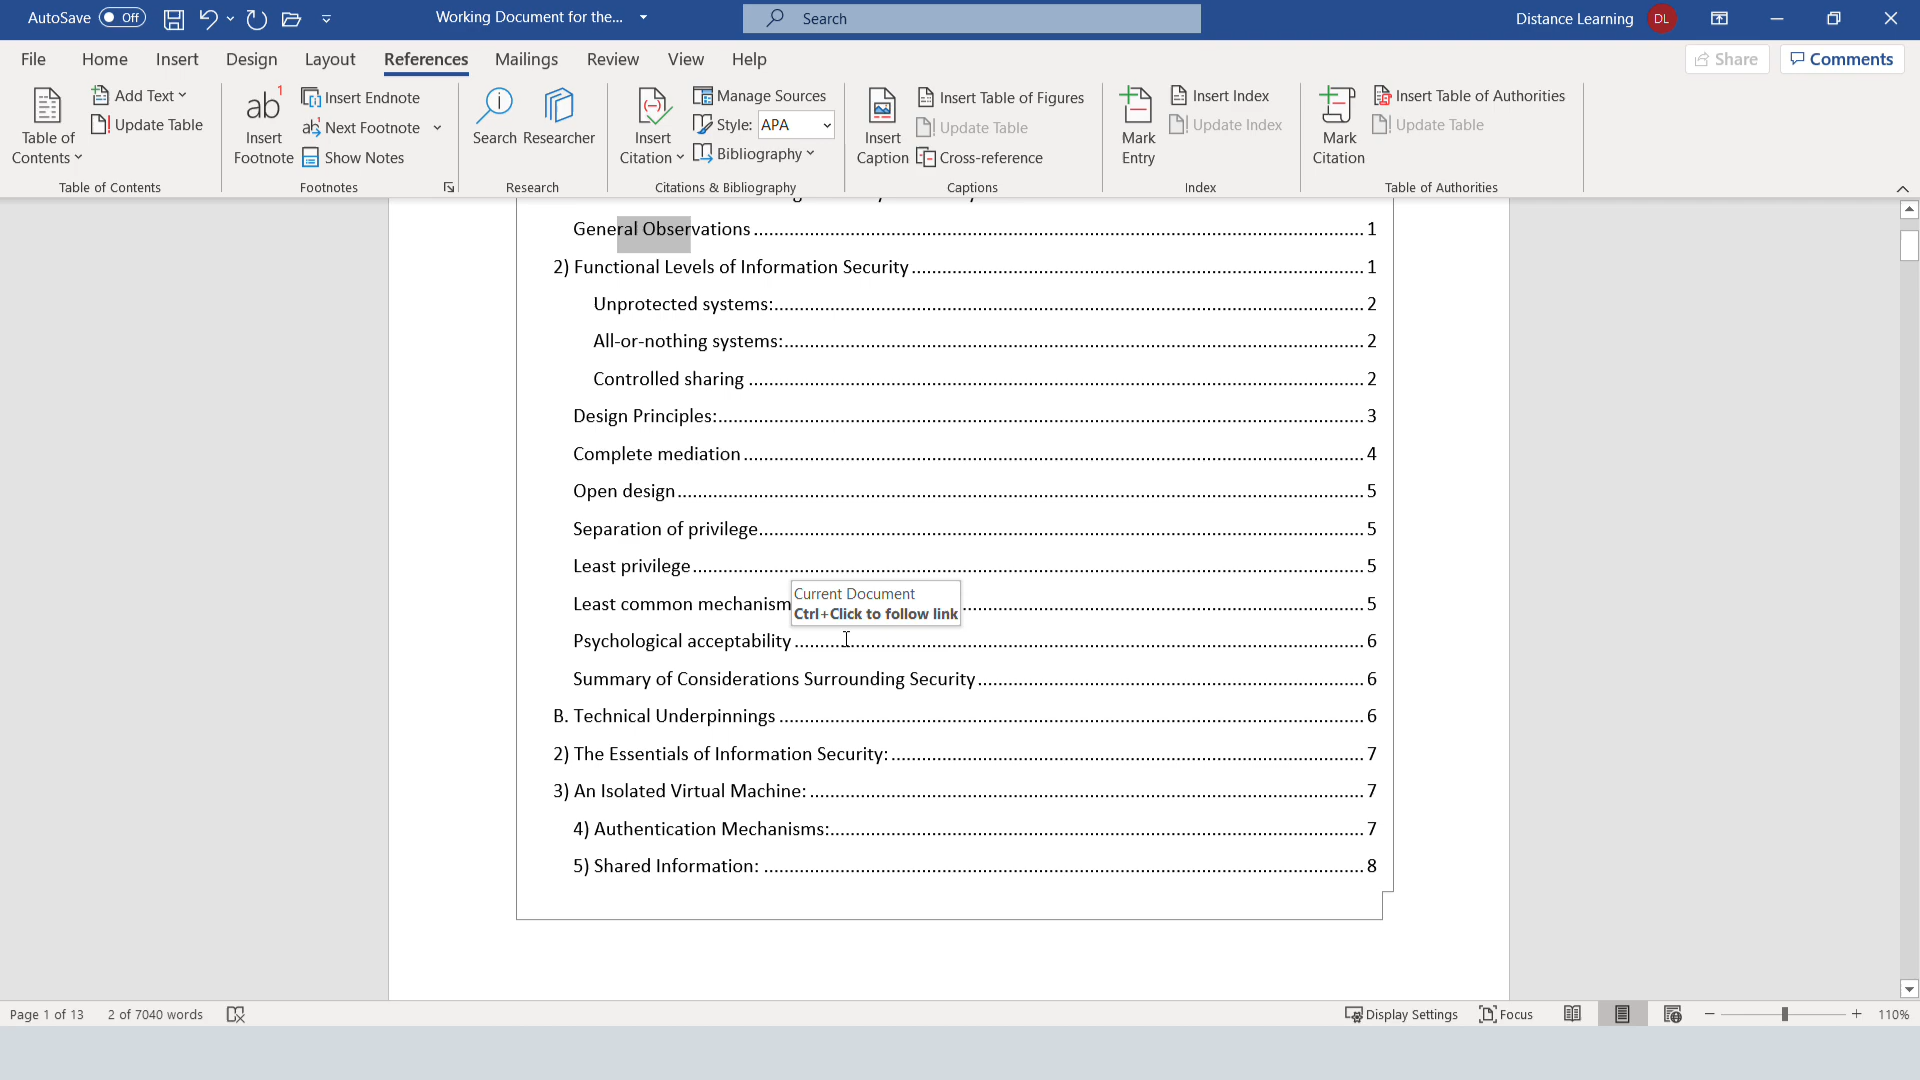 AutoSave Off Working Document for the... Search Distance Learning DL
File Home Insert Design Layout References Mailings Review View Help Share Comments
Table of Contents
Add Text
Update Table
Table of Contents
ab 1
Insert Footnote
Insert Endnote
Next Footnote
Show Notes
Footnotes
Search
Researcher
Research
Insert Citation
Manage Sources
Style: APA
Bibliography
Citations & Bibliography
Insert Caption
Insert Table of Figures
Update Table
Cross-reference
Captions
Mark Entry
Insert Index
Update Index
Index
Mark Citation
Insert Table of Authorities
Update Table
Table of Authorities
General Observations 1
2) Functional Levels of Information Security 1
Unprotected systems: 2
All-or-nothing systems: 2
Controlled sharing 2
Design Principles: 3
Complete mediation 4
Open design 5
Separation of privilege 5
Least privilege 5
Current Document
Ctrl+Click to follow link
Least common mechanism 5
Psychological acceptability 6
Summary of Considerations Surrounding Security 6
B. Technical Underpinnings 6
2) The Essentials of Information Security: 7
3) An Isolated Virtual Machine: 7
4) Authentication Mechanisms: 7
5) Shared Information: 8
Page 1 of 13 2 of 7040 words Display Settings Focus 110%